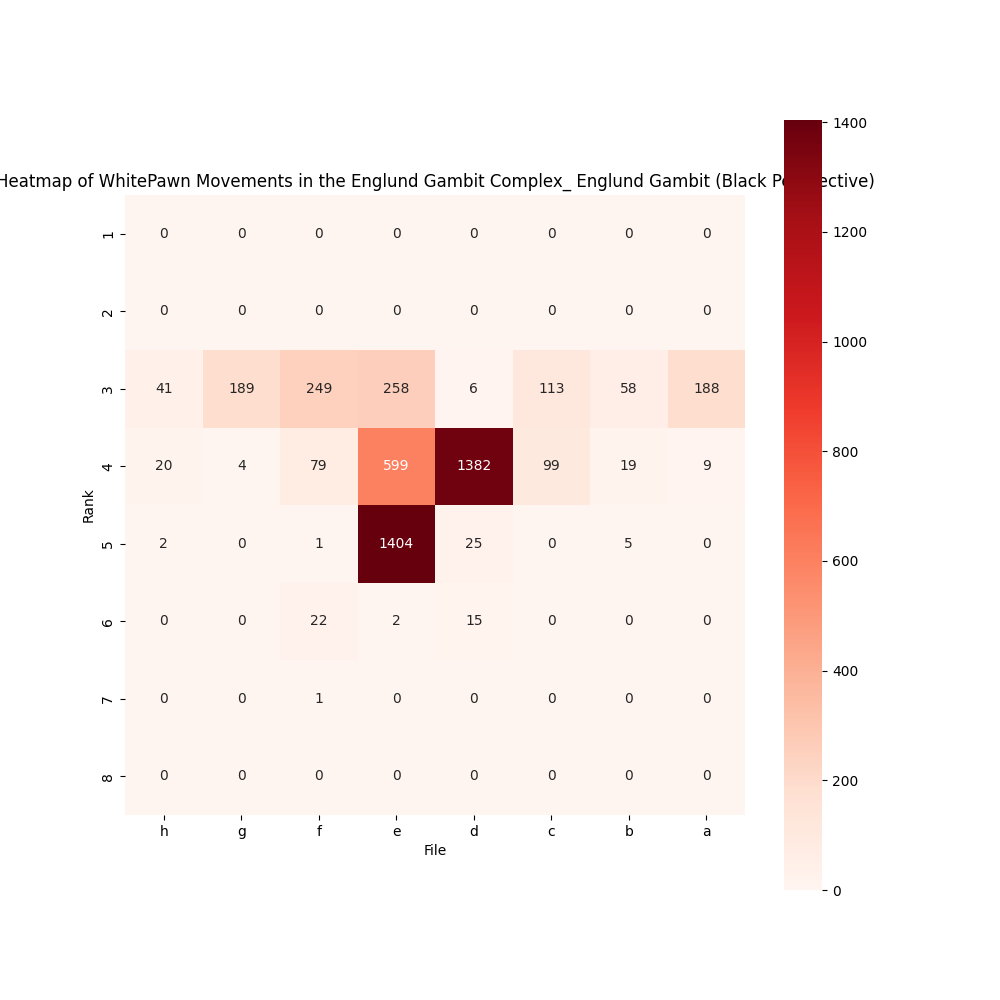 Heatmap of WhitePawn Movements in the Englund Gambit Complex_ Englund Gambit (Black Pe ective)
1400
1200
1000
800
600
400
200
0
Rank
1 0 0 0 0 0 0 0 0
2 0 0 0 0 0 0 0 0
3 41 189 249 258 6 113 58 188
4 20 4 79 599 1382 99 19 9
5 2 0 1 1404 25 0 5 0
6 0 0 22 2 15 0 0 0
7 0 0 1 0 0 0 0 0
8 0 0 0 0 0 0 0 0
h g f e d c b a
File